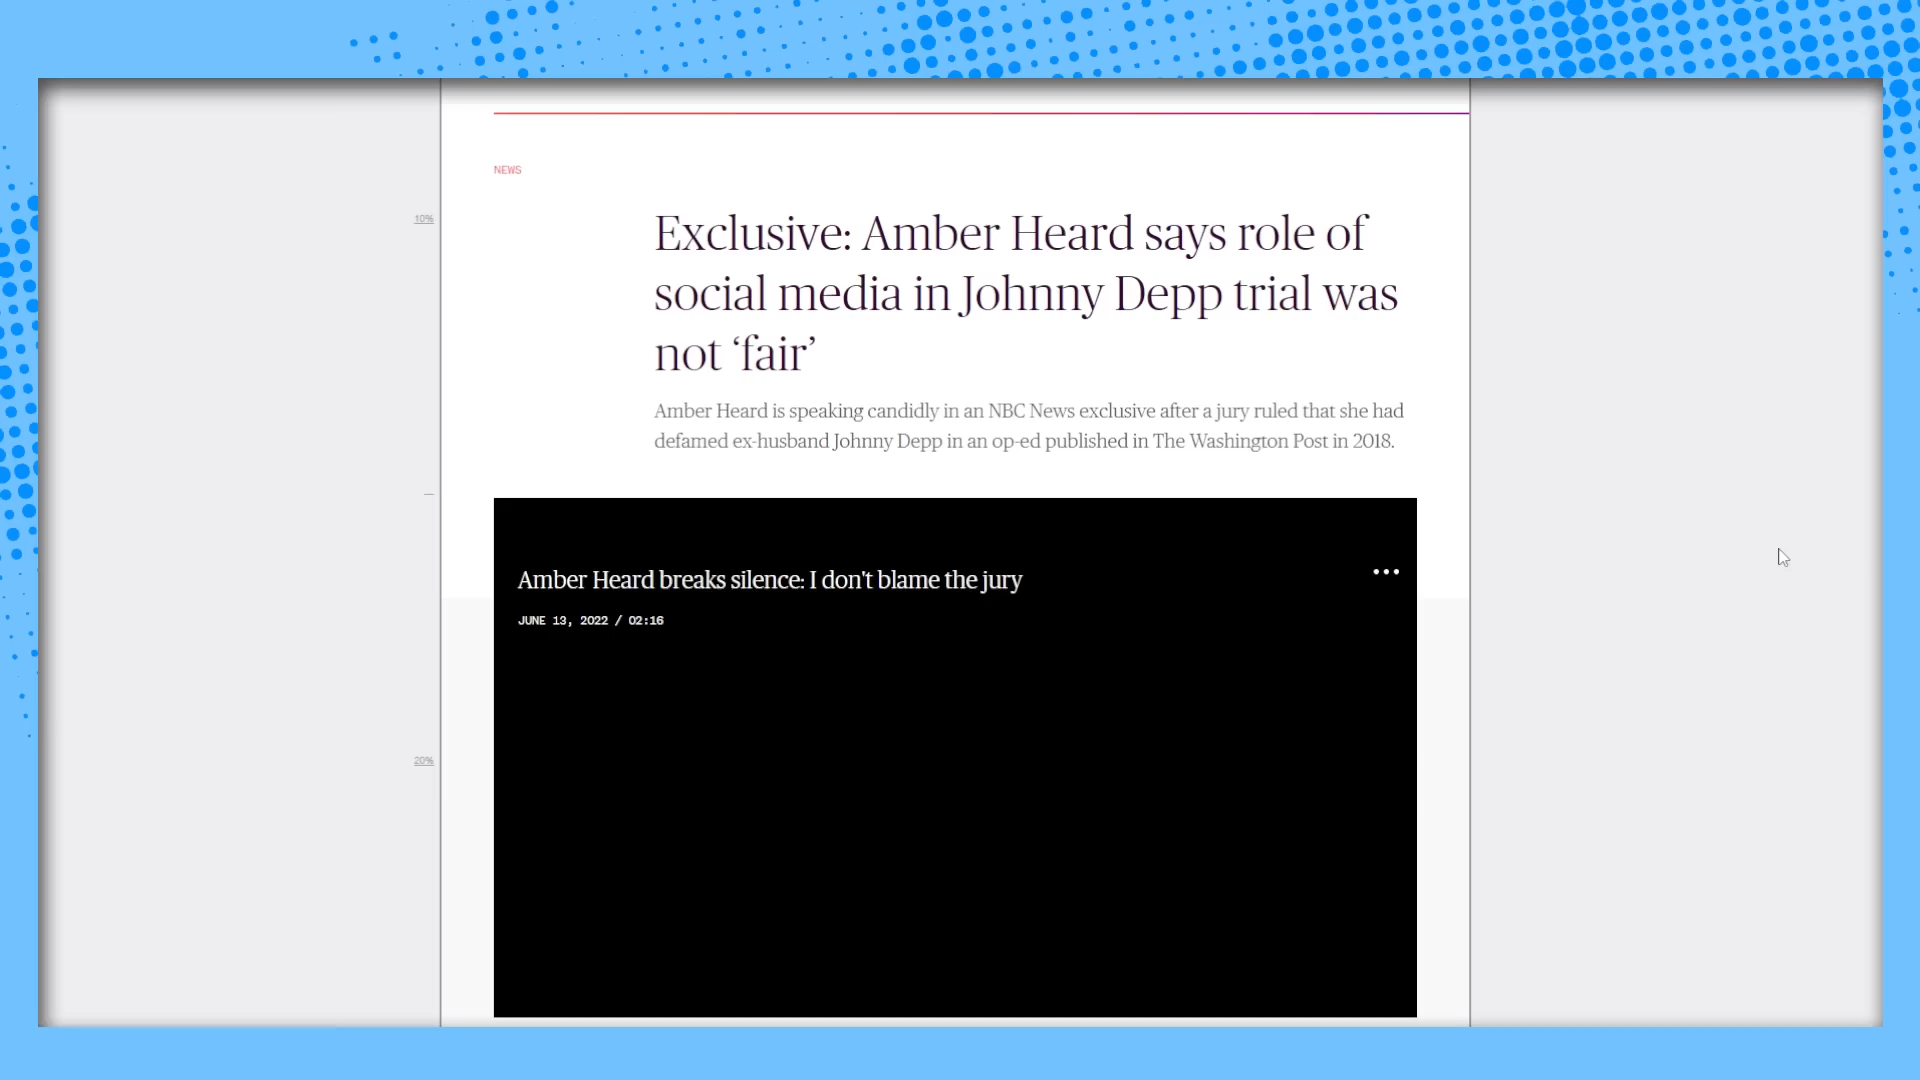 NEWS
10%
Exclusive: Amber Heard says role of
social media in Johnny Depp trial was
not ‘fair’
Amber Heard is speaking candidly in an NBC News exclusive after a jury ruled that she had
defamed ex-husband Johnny Depp in an op-ed published in The Washington Post in 2018.
Amber Heard breaks silence: I don't blame the jury
JUNE 13, 2022 / 02:16
20%